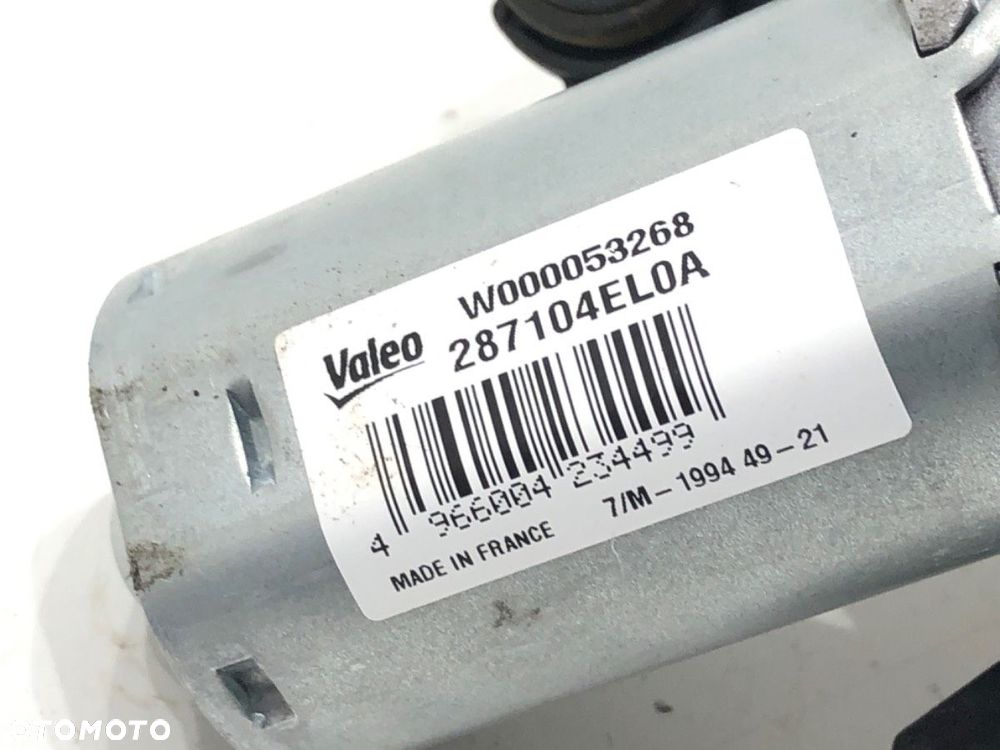 W000053268
287104EL0A
Valeo
4 966004 234499
MADE IN FRANCE 7/M-1994 49-21
OTOMOTO